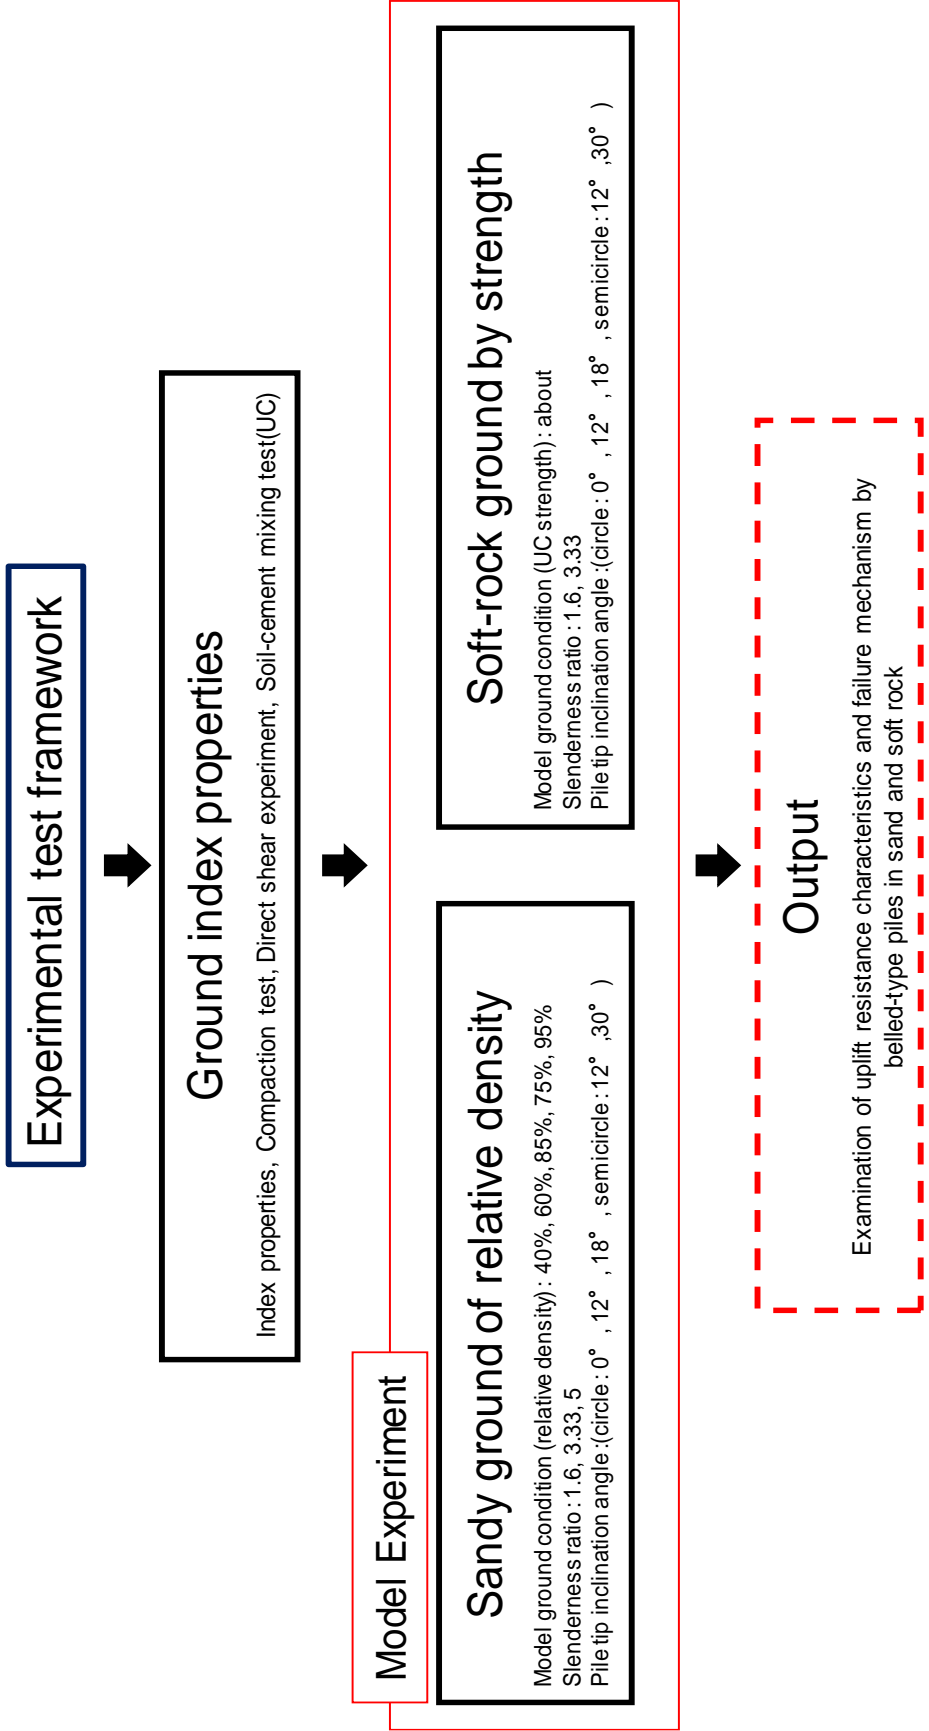 Experimental test framework
Ground index properties
Index properties, Compaction test, Direct shear experiment, Soil-cement mixing test(UC)
Model Experiment
Sandy ground of relative density
Model ground condition (relative density) : 40%, 60%, 85%, 75%, 95%
Slenderness ratio : 1.6, 3.33, 5
Pile tip inclination angle :(circle : 0° , 12° , 18° , semicircle : 12° ,30° )
Soft-rock ground by strength
Model ground condition (UC strength) : about
Slenderness ratio : 1.6, 3.33
Pile tip inclination angle :(circle : 0° , 12° , 18° , semicircle : 12° ,30° )
Output
Examination of uplift resistance characteristics and failure mechanism by
belled-type piles in sand and soft rock